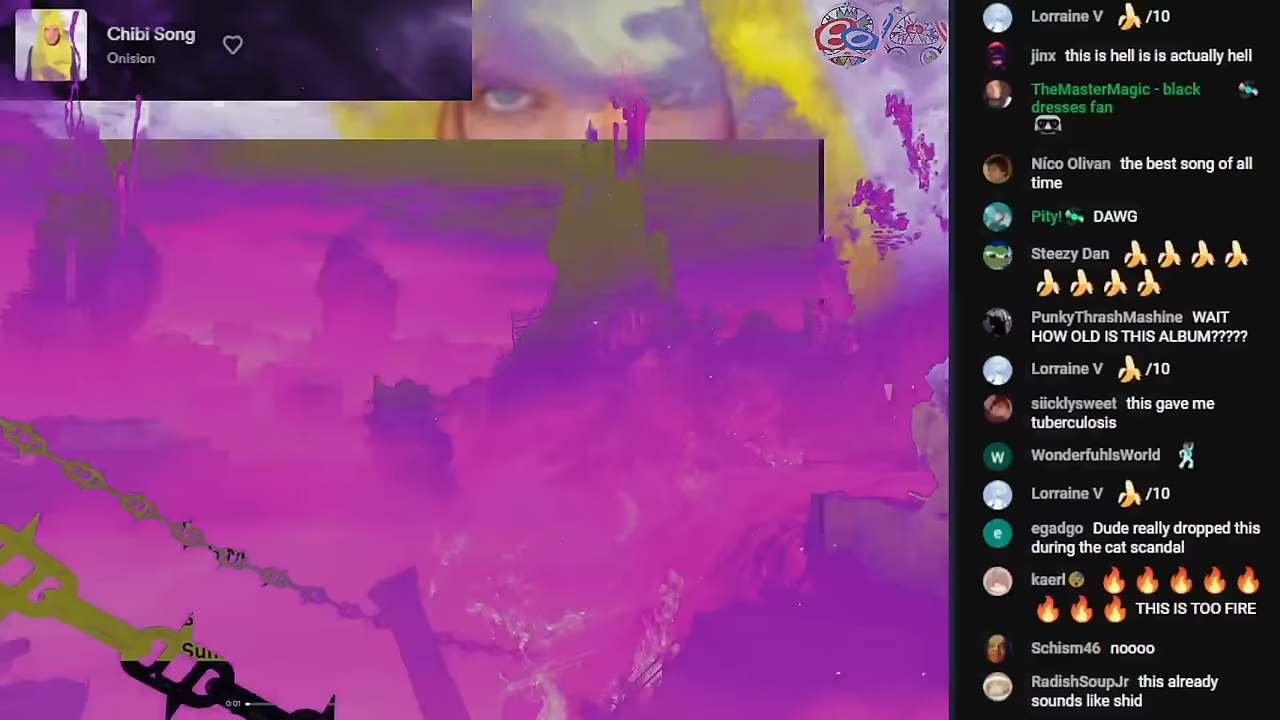 Chibi Song
Onision
S
Sun
0:01
Lorraine V 🍌/10
jinx this is hell is is actually hell
TheMasterMagic - black
dresses fan
Níco Olivan the best song of all
time
Pity! DAWG
Steezy Dan 🍌 🍌 🍌 🍌
🍌 🍌 🍌 🍌
PunkyThrashMashine WAIT
HOW OLD IS THIS ALBUM?????
Lorraine V 🍌/10
siicklysweet this gave me
tuberculosis
W WonderfuhlsWorld
Lorraine V 🍌/10
e egadgo Dude really dropped this
during the cat scandal
kaerl 🔥 🔥 🔥 🔥 🔥
🔥 🔥 🔥 THIS IS TOO FIRE
Schism46 noooo
RadishSoupJr this already
sounds like shid